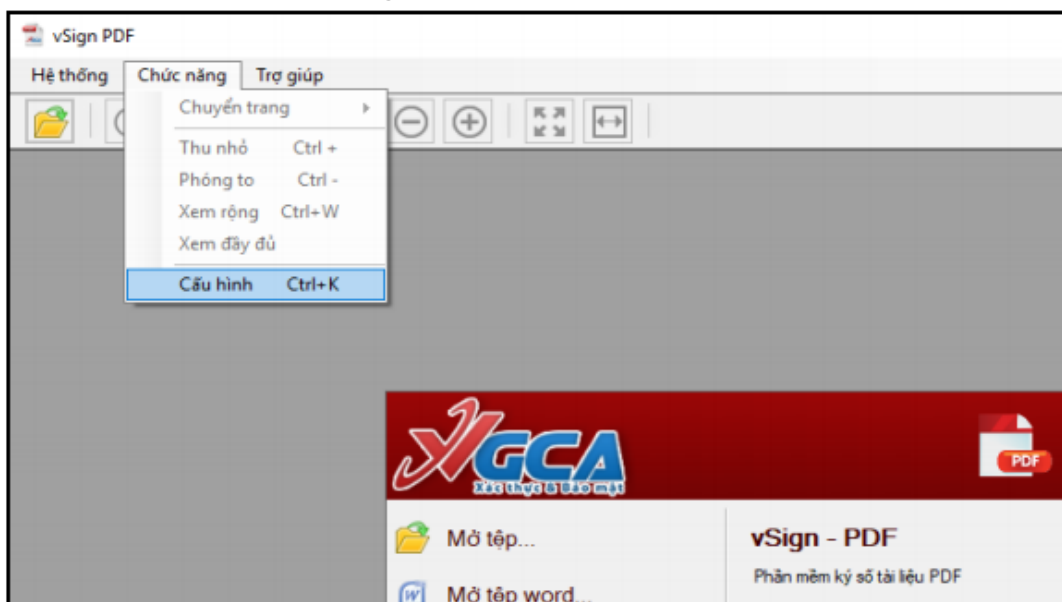 vSign PDF
Hệ thống Chức năng Trợ giúp
Chuyển trang
Thu nhỏ Ctrl +
Phóng to Ctrl -
Xem rộng Ctrl+W
Xem đầy đủ
Cấu hình Ctrl+K
GCA
Xác thực & Bảo mật
PDF
Mở tệp...
vSign - PDF
Phần mềm ký số tài liệu PDF
Mở tệp word...